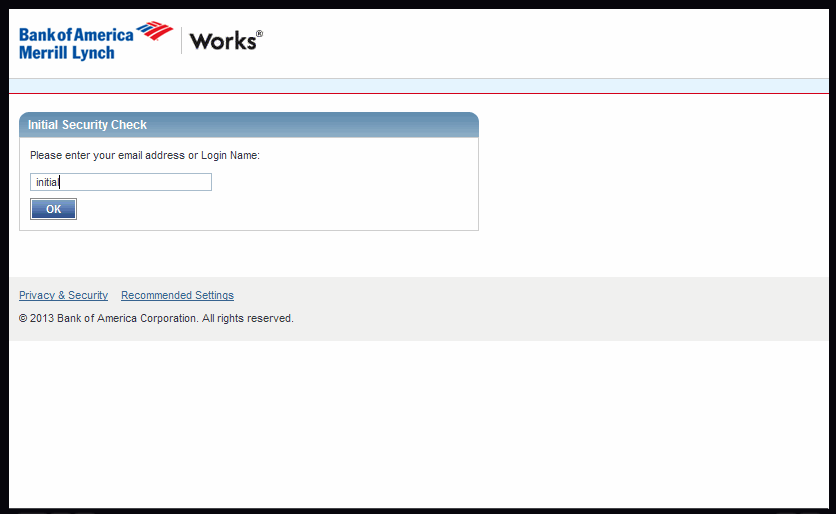 Bank of America
Merrill Lynch
Works®
Initial Security Check
Please enter your email address or Login Name:
initial
OK
Privacy & Security Recommended Settings
© 2013 Bank of America Corporation. All rights reserved.